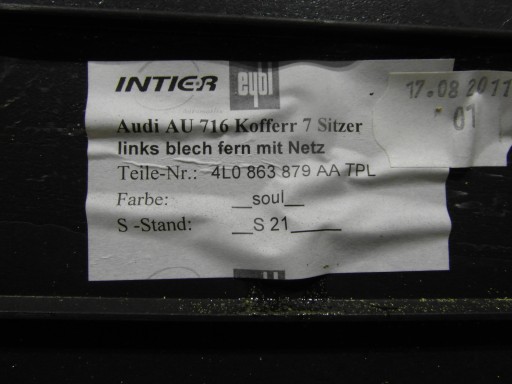 INTIER eybl
17.08 2011
01
Audi AU 716 Kofferr 7 Sitzer
links blech fern mit Netz
Teile-Nr.: 4L0 863 879 AA TPL
Farbe: __soul__
S -Stand: __S 21_____